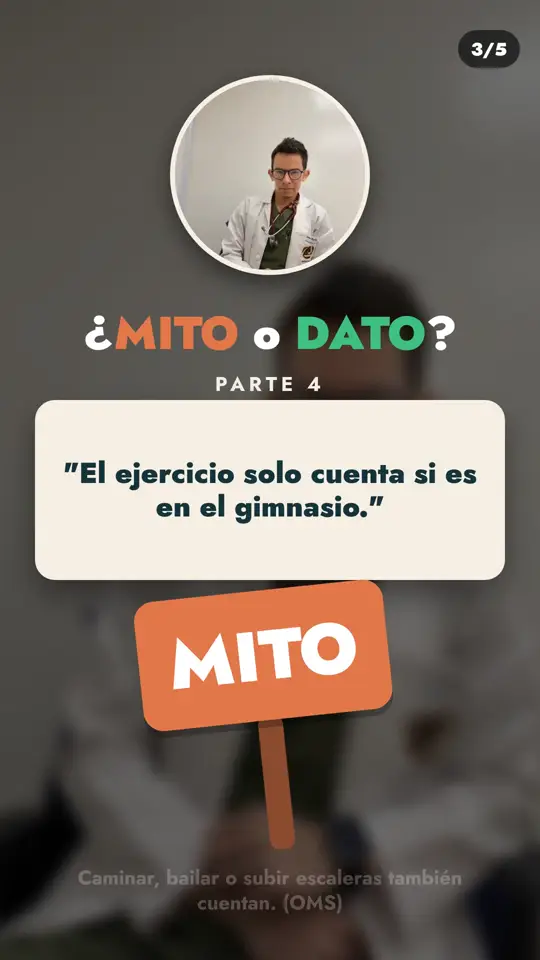 3/5
¿MITO o DATO?
PARTE 4
"El ejercicio solo cuenta si es
en el gimnasio."
MITO
Caminar, bailar o subir escaleras también
cuentan. (OMS)